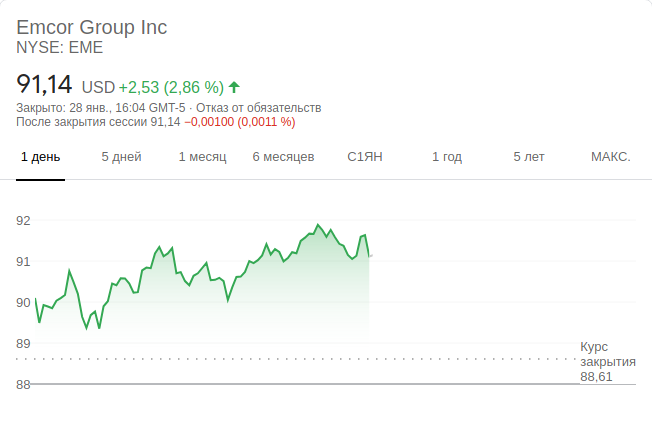 Emcor Group Inc
NYSE: EME
91,14 USD +2,53 (2,86 %)
Закрыто: 28 янв., 16:04 GMT-5 · Отказ от обязательств
После закрытия сессии 91,14 −0,00100 (0,0011 %)
1 день 5 дней 1 месяц 6 месяцев С1ЯН 1 год 5 лет МАКС.
92
91
90
89
Курс
закрытия
88,61
88